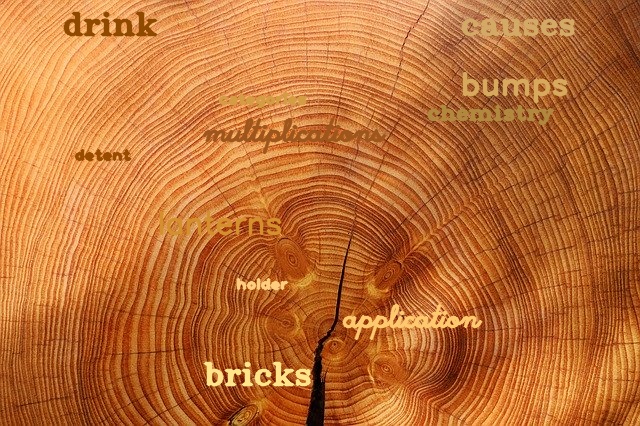 drink
causes
bumps
chemistry
multiplications
detent
lanterns
holder
application
bricks